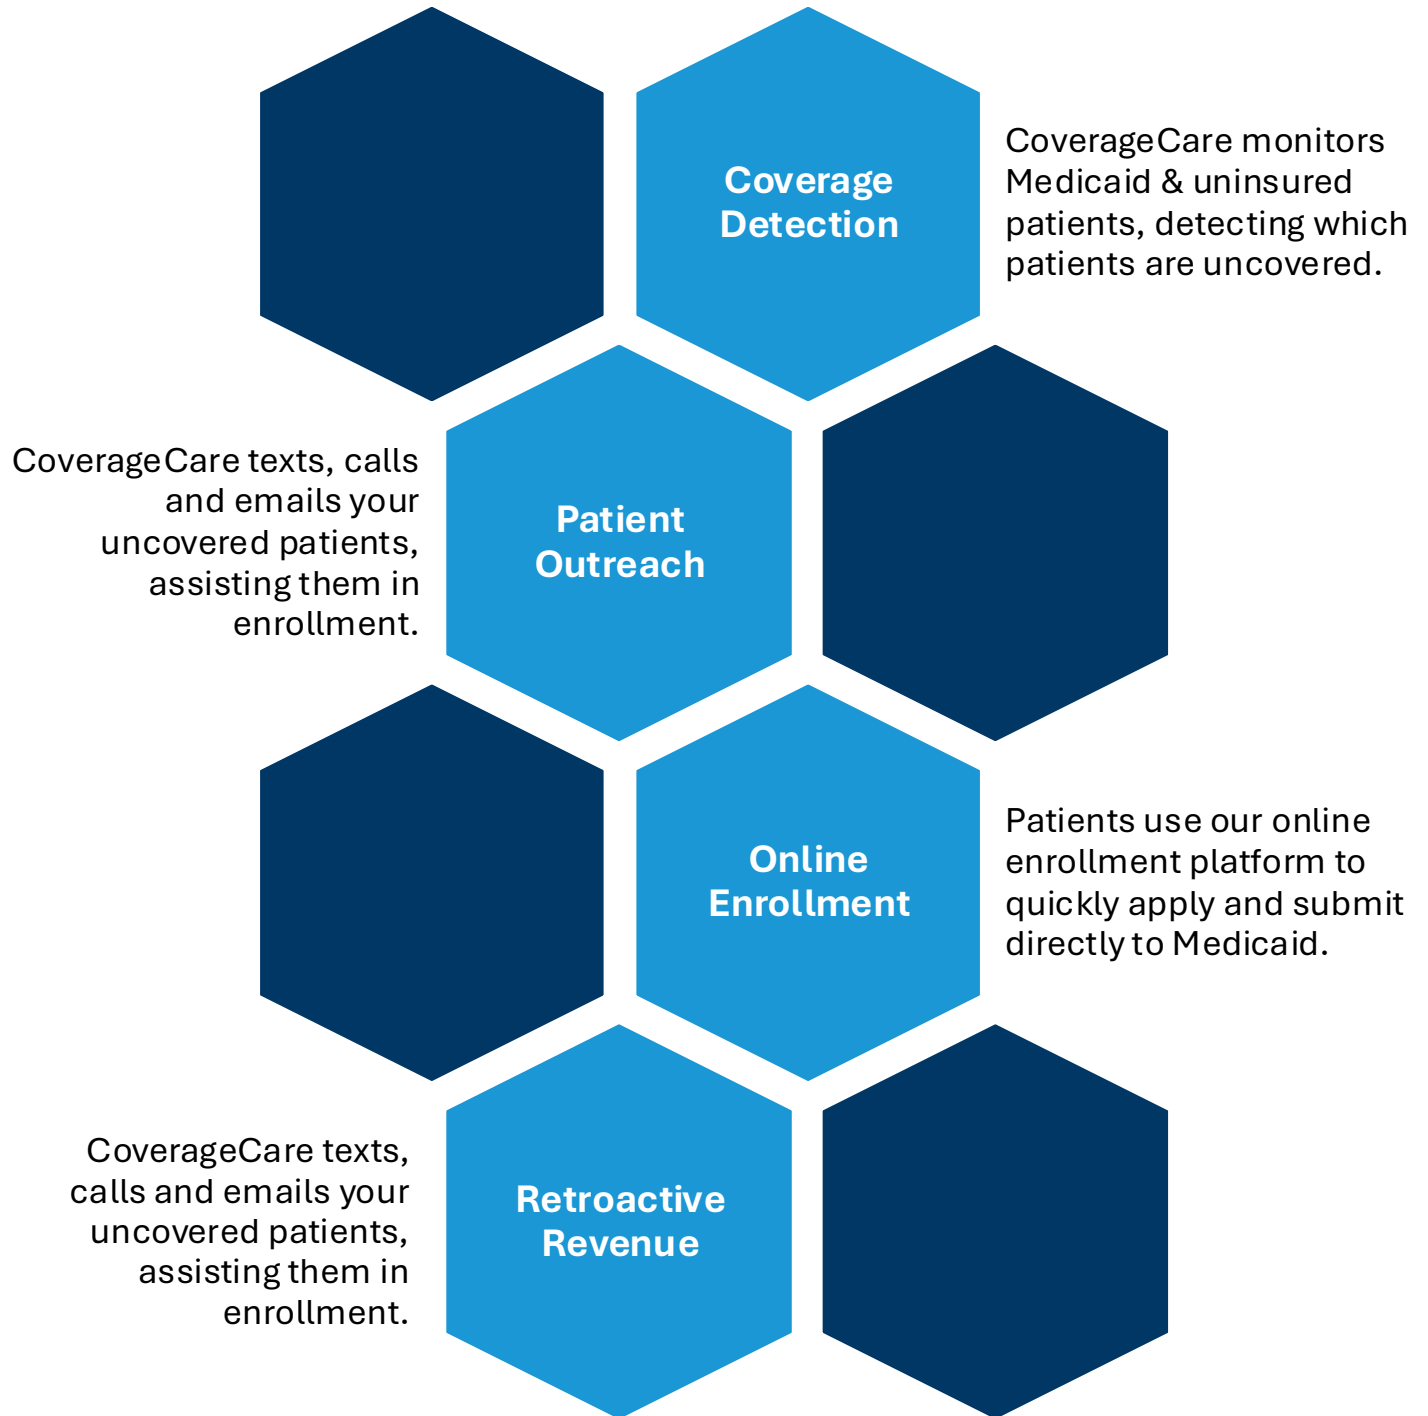 Coverage
Detection
CoverageCare monitors
Medicaid & uninsured
patients, detecting which
patients are uncovered.
CoverageCare texts, calls
and emails your
uncovered patients,
assisting them in
enrollment.
Patient
Outreach
Online
Enrollment
Patients use our online
enrollment platform to
quickly apply and submit
directly to Medicaid.
CoverageCare texts,
calls and emails your
uncovered patients,
assisting them in
enrollment.
Retroactive
Revenue